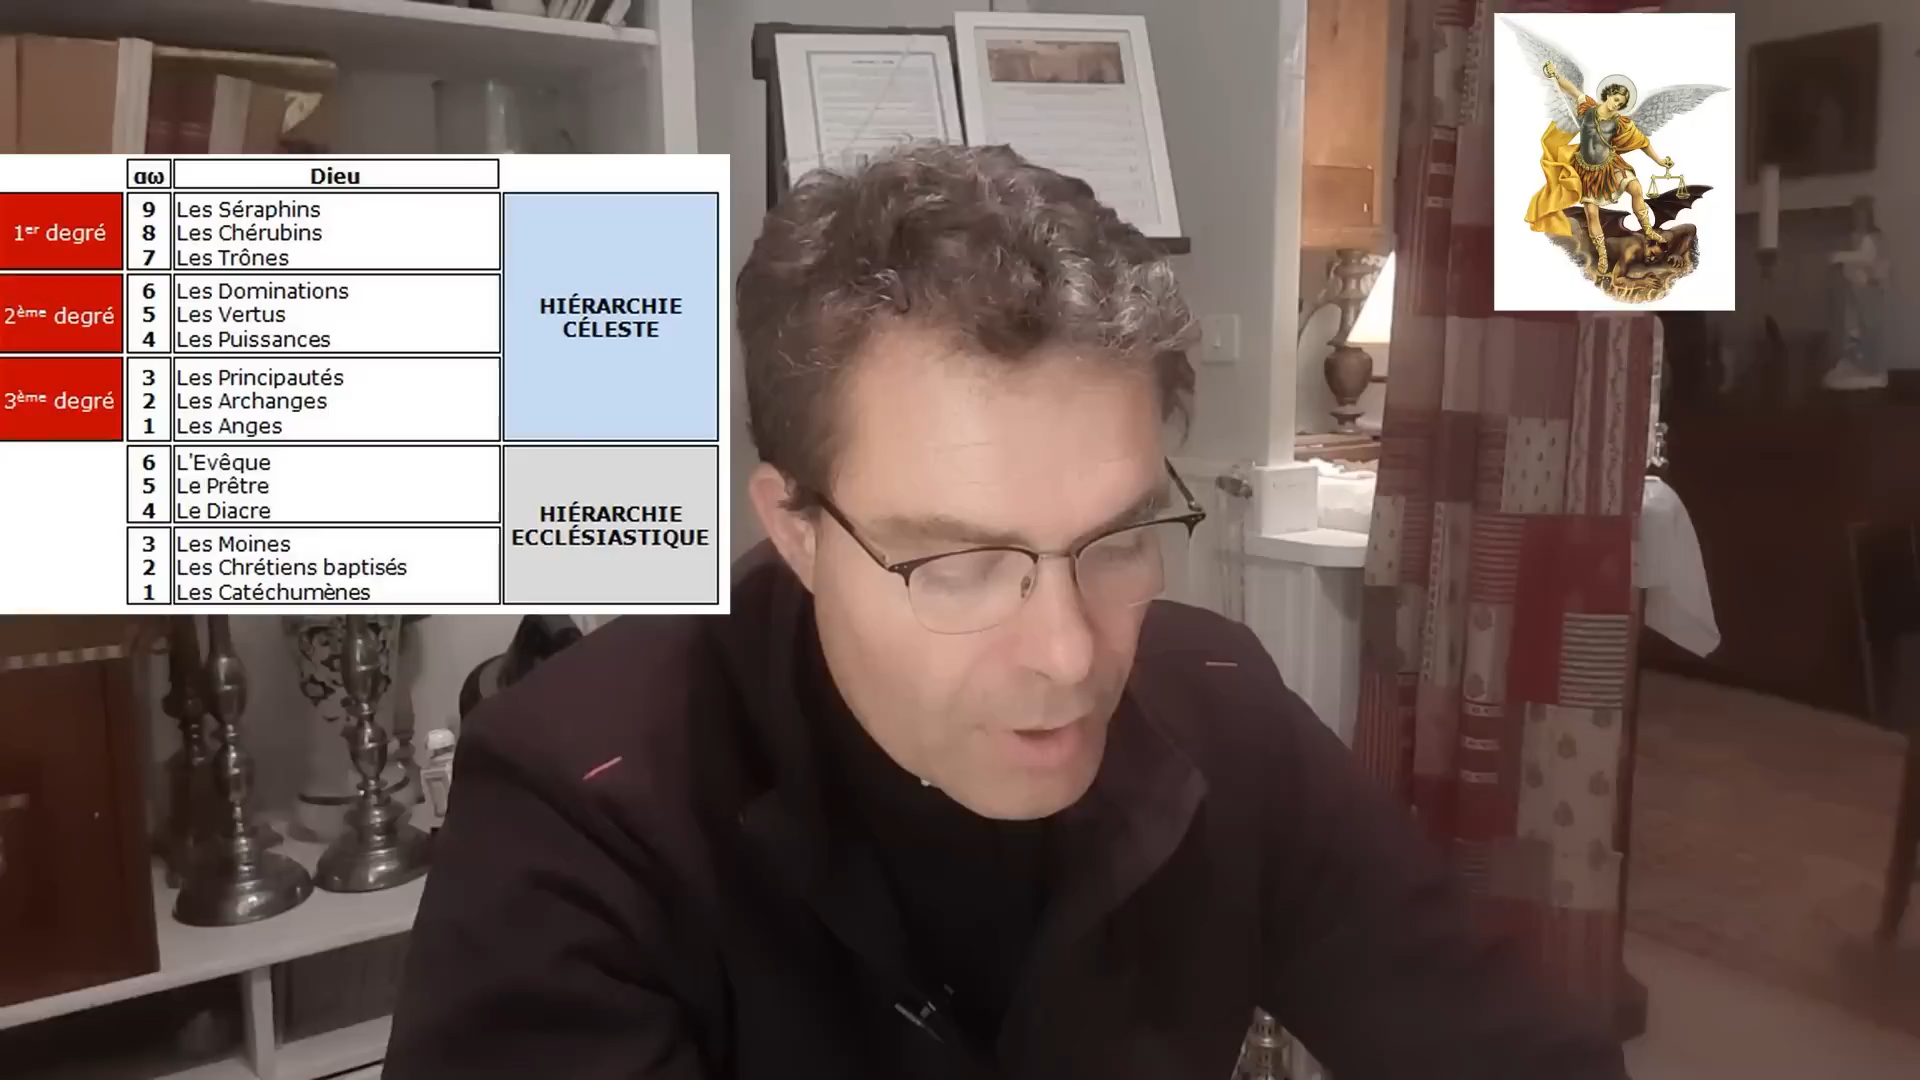 αω Dieu
1er degré
9 Les Séraphins
8 Les Chérubins
7 Les Trônes
2ème degré
6 Les Dominations
5 Les Vertus
4 Les Puissances
3ème degré
3 Les Principautés
2 Les Archanges
1 Les Anges
HIÉRARCHIE
CÉLESTE
6 L'Evêque
5 Le Prêtre
4 Le Diacre
3 Les Moines
2 Les Chrétiens baptisés
1 Les Catéchumènes
HIÉRARCHIE
ECCLÉSIASTIQUE